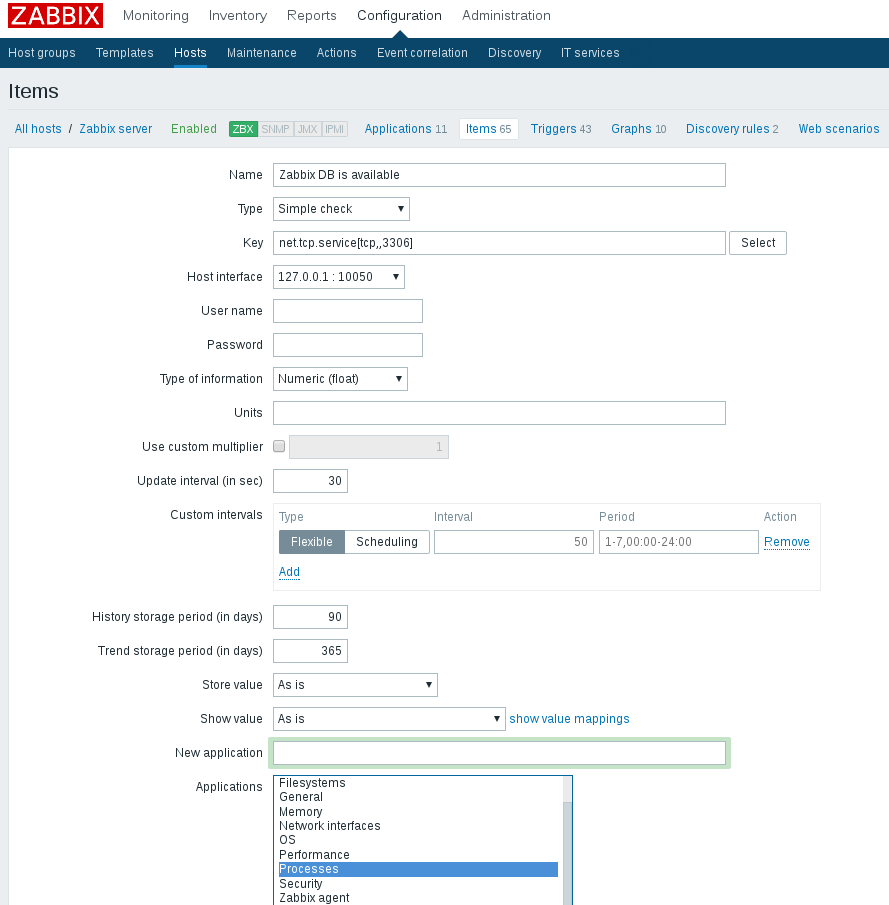 ZABBIX Monitoring Inventory Reports Configuration Administration
Host groups Templates Hosts Maintenance Actions Event correlation Discovery IT services
Items
All hosts / Zabbix server Enabled ZBX SNMP JMX IPMI Applications 11 Items 65 Triggers 43 Graphs 10 Discovery rules 2 Web scenarios
Name Zabbix DB is available
Type Simple check
Key net.tcp.service[tcp,,3306] Select
Host interface 127.0.0.1 : 10050
User name
Password
Type of information Numeric (float)
Units
Use custom multiplier 1
Update interval (in sec) 30
Custom intervals Type Interval Period Action
Flexible Scheduling 50 1-7,00:00-24:00 Remove
Add
History storage period (in days) 90
Trend storage period (in days) 365
Store value As is
Show value As is show value mappings
New application
Applications Filesystems
General
Memory
Network interfaces
OS
Performance
Processes
Security
Zabbix agent